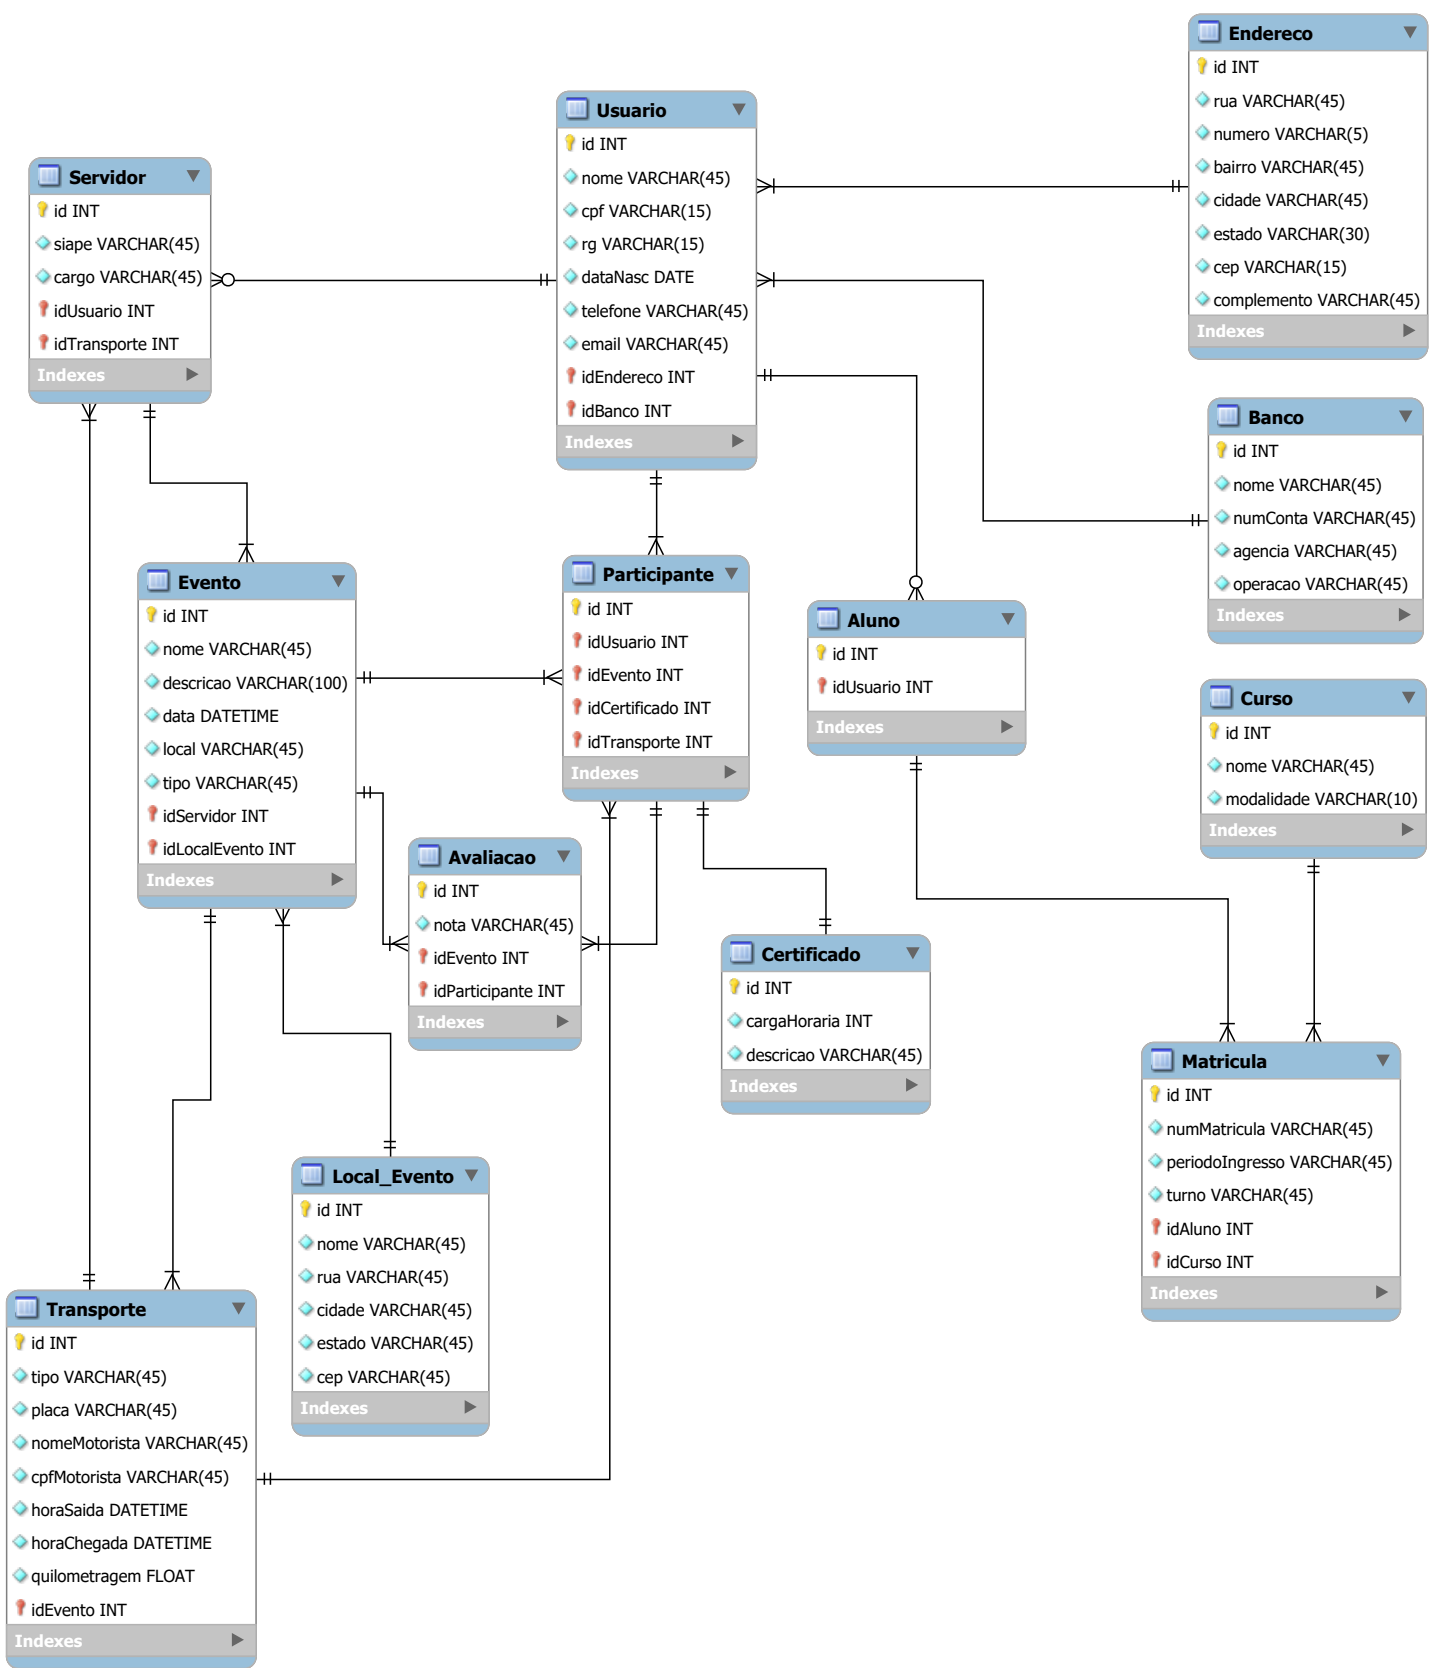 Endereco
id INT
rua VARCHAR(45)
numero VARCHAR(5)
bairro VARCHAR(45)
cidade VARCHAR(45)
estado VARCHAR(30)
cep VARCHAR(15)
complemento VARCHAR(45)
Indexes
Usuario
id INT
nome VARCHAR(45)
cpf VARCHAR(15)
rg VARCHAR(15)
dataNasc DATE
telefone VARCHAR(45)
email VARCHAR(45)
idEndereco INT
idBanco INT
Indexes
Servidor
id INT
siape VARCHAR(45)
cargo VARCHAR(45)
idUsuario INT
idTransporte INT
Indexes
Banco
id INT
nome VARCHAR(45)
numConta VARCHAR(45)
agencia VARCHAR(45)
operacao VARCHAR(45)
Indexes
Evento
id INT
nome VARCHAR(45)
descricao VARCHAR(100)
data DATETIME
local VARCHAR(45)
tipo VARCHAR(45)
idServidor INT
idLocalEvento INT
Indexes
Participante
id INT
idUsuario INT
idEvento INT
idCertificado INT
idTransporte INT
Indexes
Aluno
id INT
idUsuario INT
Indexes
Curso
id INT
nome VARCHAR(45)
modalidade VARCHAR(10)
Indexes
Avaliacao
id INT
nota VARCHAR(45)
idEvento INT
idParticipante INT
Indexes
Certificado
id INT
cargaHoraria INT
descricao VARCHAR(45)
Indexes
Matricula
id INT
numMatricula VARCHAR(45)
periodoIngresso VARCHAR(45)
turno VARCHAR(45)
idAluno INT
idCurso INT
Indexes
Local_Evento
id INT
nome VARCHAR(45)
rua VARCHAR(45)
cidade VARCHAR(45)
estado VARCHAR(45)
cep VARCHAR(45)
Indexes
Transporte
id INT
tipo VARCHAR(45)
placa VARCHAR(45)
nomeMotorista VARCHAR(45)
cpfMotorista VARCHAR(45)
horaSaida DATETIME
horaChegada DATETIME
quilometragem FLOAT
idEvento INT
Indexes